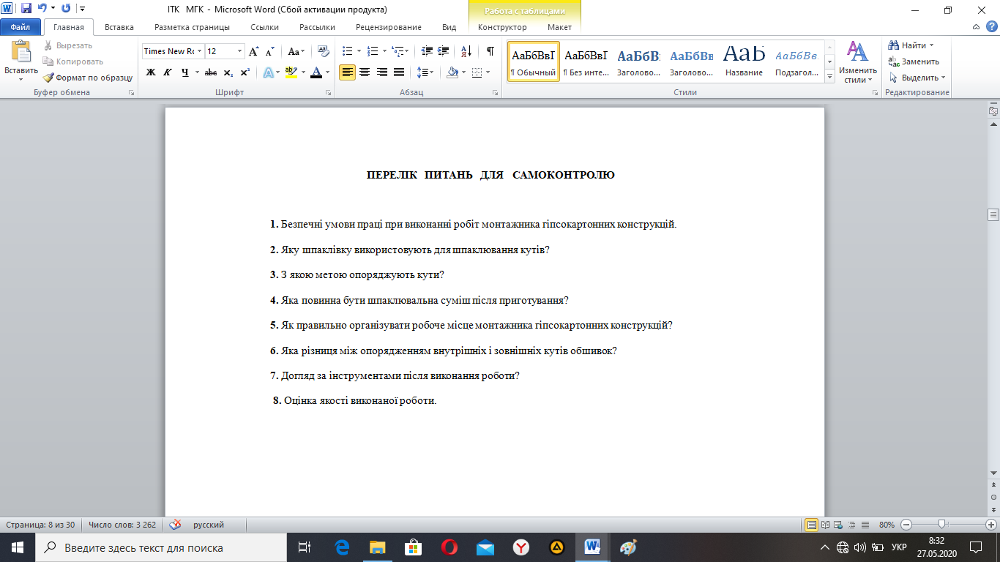 ІТК МГК - Microsoft Word (Сбой активации продукта)
Работа с таблицами
Файл Главная Вставка Разметка страницы Ссылки Рассылки Рецензирование Вид Конструктор Макет
Вставить
Вырезать
Копировать
Формат по образцу
Буфер обмена
Times New Ro 12
Шрифт
Абзац
АаБбВвГ АаБбВвГ АаБбВ АаБбВв АаБ АаБбВв.
¶ Обычный ¶ Без инте... Заголово... Заголово... Название Подзагол...
Стили
Изменить стили
Найти
Заменить
Выделить
Редактирование
ПЕРЕЛІК ПИТАНЬ ДЛЯ САМОКОНТРОЛЮ
1. Безпечні умови праці при виконанні робіт монтажника гіпсокартонних конструкцій.
2. Яку шпаклівку використовують для шпаклювання кутів?
3. З якою метою опоряджують кути?
4. Яка повинна бути шпаклювальна суміш після приготування?
5. Як правильно організувати робоче місце монтажника гіпсокартонних конструкцій?
6. Яка різниця між опорядженням внутрішніх і зовнішніх кутів обшивок?
7. Догляд за інструментами після виконання роботи?
8. Оцінка якості виконаної роботи.
Страница: 8 из 30 Число слов: 3 262 русский 80%
Введите здесь текст для поиска
УКР
8:32
27.05.2020